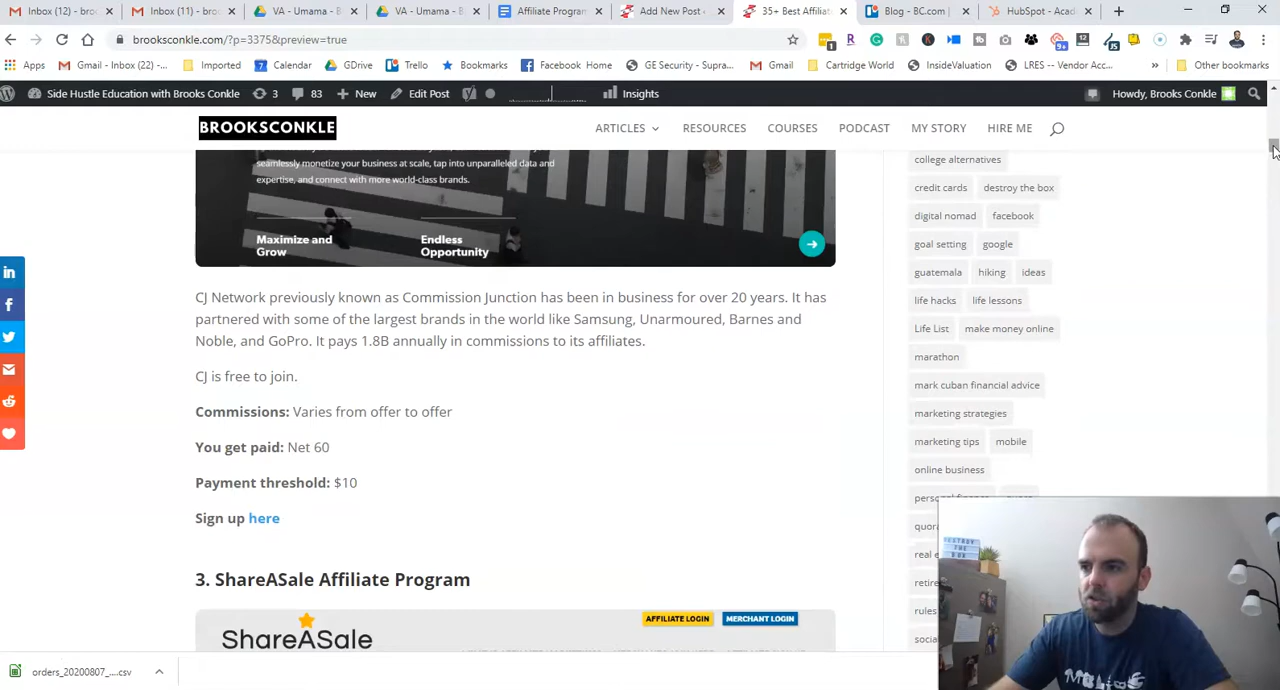 Inbox (12) - broo
Inbox (11) - broo
VA - Umama - B
VA - Umama - B
Affiliate Program
Add New Post
35+ Best Affiliat
Blog - BC.com |
HubSpot - Acad
brooksconkle.com/?p=3375&preview=true
Apps
Gmail - Inbox (22) -...
Imported
Calendar
GDrive
Trello
Bookmarks
Facebook Home
GE Security - Supra...
Gmail
Cartridge World
InsideValuation
LRES -- Vendor Acc...
Other bookmarks
Side Hustle Education with Brooks Conkle
3
83
New
Edit Post
Insights
Howdy, Brooks Conkle
BROOKSCONKLE
ARTICLES
RESOURCES
COURSES
PODCAST
MY STORY
HIRE ME
seamlessly monetize your business at scale, tap into unparalleled data and
expertise, and connect with more world-class brands.
Maximize and
Grow
Endless
Opportunity
CJ Network previously known as Commission Junction has been in business for over 20 years. It has
partnered with some of the largest brands in the world like Samsung, Unarmoured, Barnes and
Noble, and GoPro. It pays 1.8B annually in commissions to its affiliates.
CJ is free to join.
Commissions: Varies from offer to offer
You get paid: Net 60
Payment threshold: $10
Sign up here
3. ShareASale Affiliate Program
ShareASale
AFFILIATE LOGIN
MERCHANT LOGIN
college alternatives
credit cards
destroy the box
digital nomad
facebook
goal setting
google
guatemala
hiking
ideas
life hacks
life lessons
Life List
make money online
marathon
mark cuban financial advice
marketing strategies
marketing tips
mobile
online business
orders_20200807_....csv